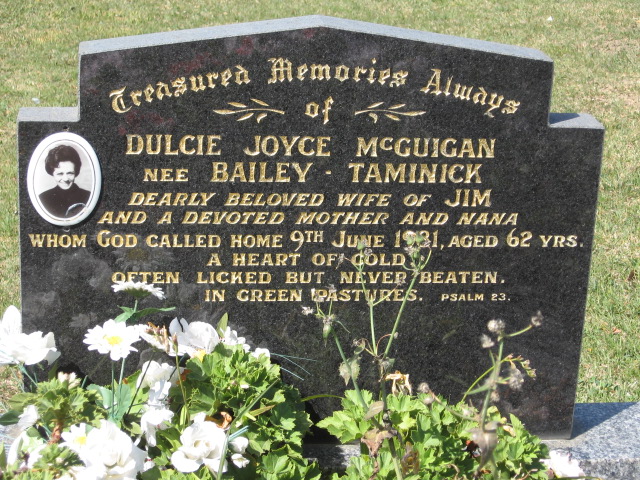 Treasured Memories Always
of
DULCIE JOYCE McGUIGAN
NEE BAILEY - TAMINICK
DEARLY BELOVED WIFE OF JIM
AND A DEVOTED MOTHER AND NANA
WHOM GOD CALLED HOME 9TH JUNE 1981, AGED 62 YRS.
A HEART OF GOLD
OFTEN LICKED BUT NEVER BEATEN.
IN GREEN PASTURES. PSALM 23.